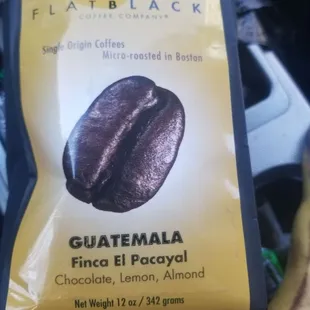 FLATBLACK
COFFEE COMPANY
Single Origin Coffees
Micro-roasted in Boston
GUATEMALA
Finca El Pacayal
Chocolate, Lemon, Almond
Net Weight 12 oz / 342 grams